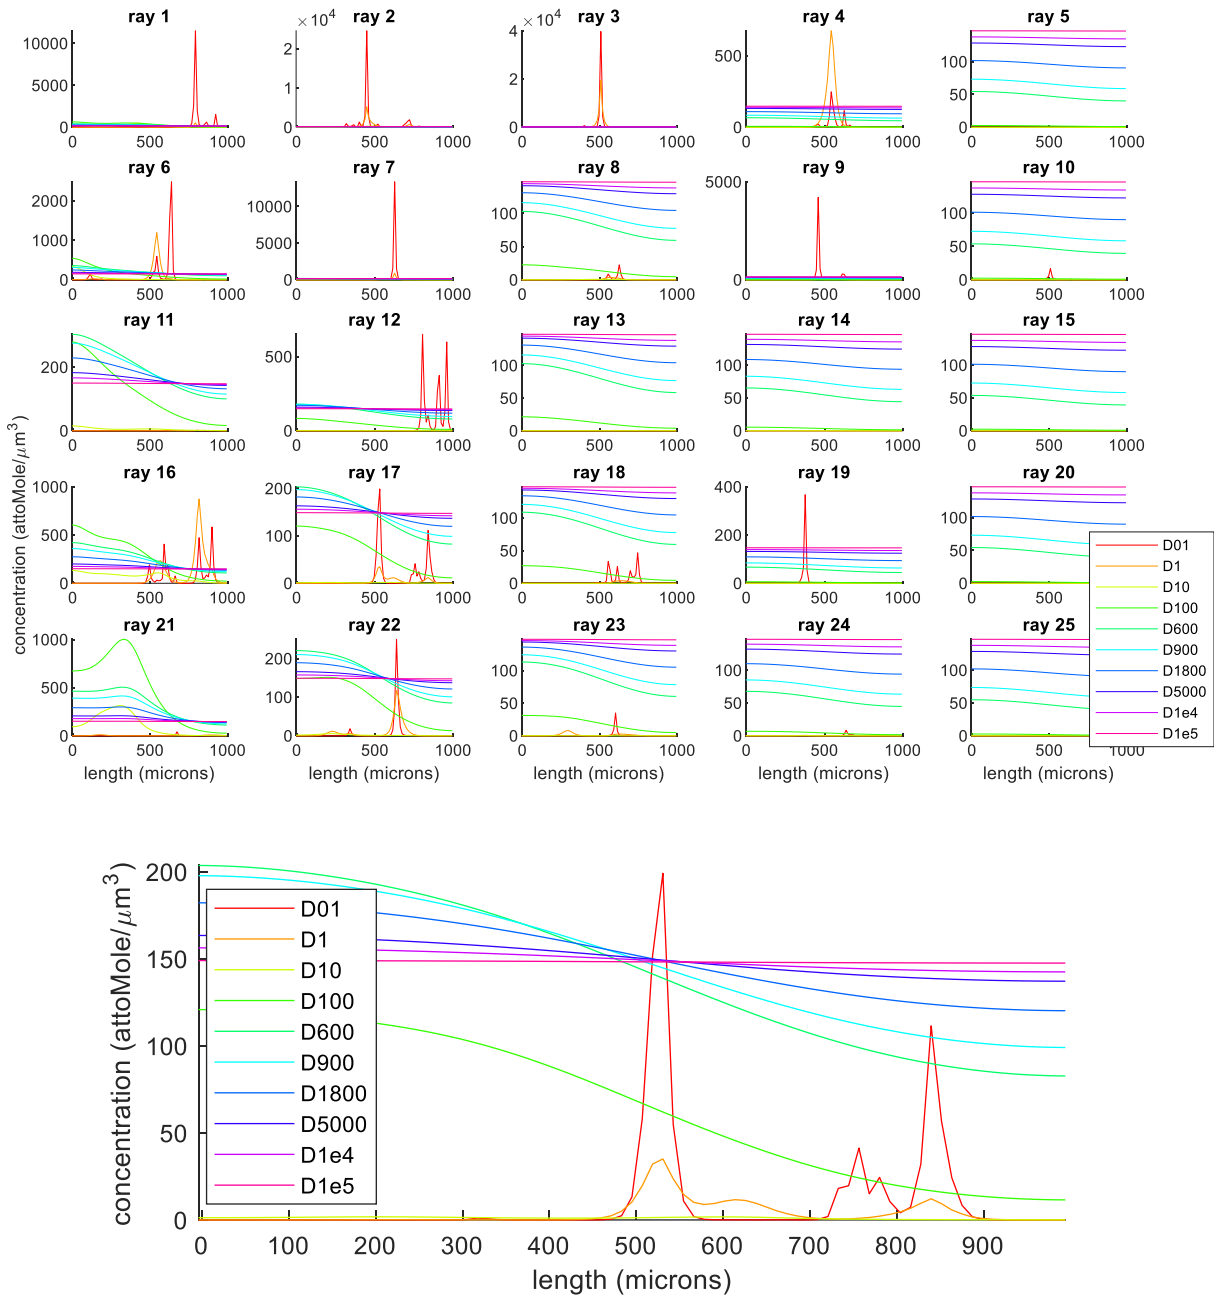 ray 1 ray 2 ray 3 ray 4 ray 5
×10⁴ ×10⁴
10000 5000 0 0 500 1000
2 1 0 0 500 1000
4 2 0 0 500 1000
500 0 0 500 1000
100 50 0 0 500 1000
ray 6 ray 7 ray 8 ray 9 ray 10
2000 1000 0 0 500 1000
10000 5000 0 0 500 1000
100 50 0 0 500 1000
5000 0 0 500 1000
100 50 0 0 500 1000
ray 11 ray 12 ray 13 ray 14 ray 15
200 0 0 500 1000
500 0 0 500 1000
100 50 0 0 500 1000
100 50 0 0 500 1000
100 50 0 0 500 1000
concentration (attoMole/μm³)
ray 16 ray 17 ray 18 ray 19 ray 20
1000 500 0 0 500 1000
200 100 0 0 500 1000
100 50 0 0 500 1000
400 200 0 0 500 1000
100 50 0 0 500
ray 21 ray 22 ray 23 ray 24 ray 25
1000 500 0 0 500 1000
200 100 0 0 500 1000
100 50 0 0 500 1000
100 50 0 0 500 1000
100 50 0 0 500 1000
length (microns) length (microns) length (microns) length (microns) length (microns)
D01
D1
D10
D100
D600
D900
D1800
D5000
D1e4
D1e5
concentration (attoMole/μm³)
200
150
100
50
0
D01
D1
D10
D100
D600
D900
D1800
D5000
D1e4
D1e5
0 100 200 300 400 500 600 700 800 900
length (microns)